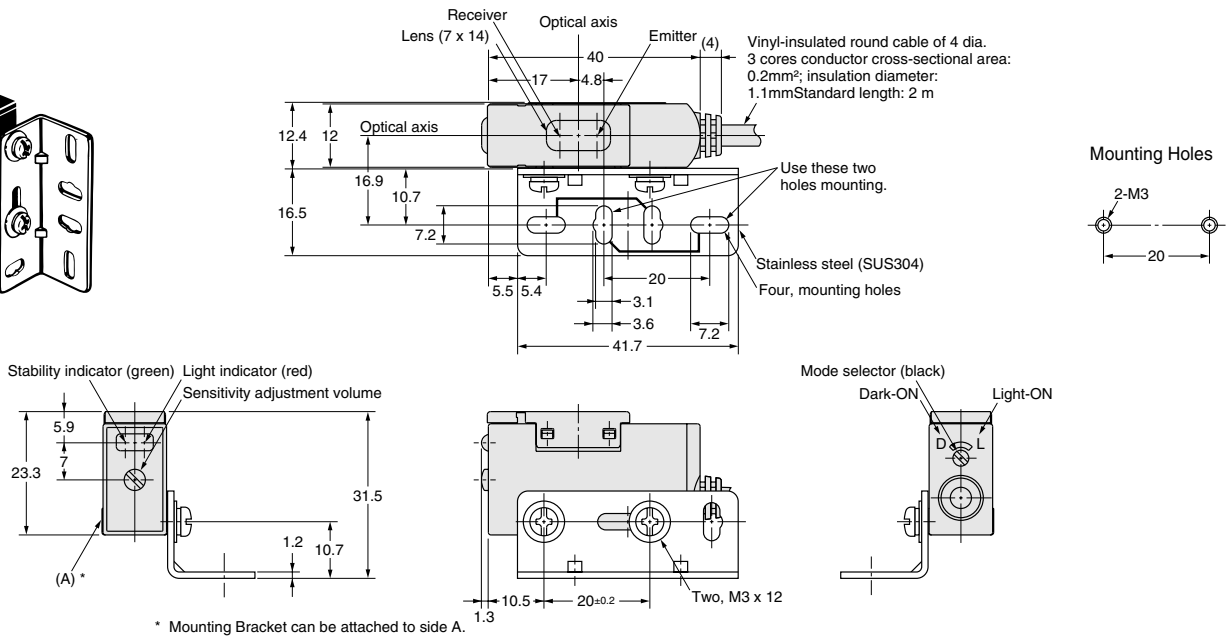 Receiver
Optical axis
Lens (7 x 14)
Emitter
(4)
40
Vinyl-insulated round cable of 4 dia.
3 cores conductor cross-sectional area:
0.2mm²; insulation diameter:
1.1mmStandard length: 2 m
17
4.8
12.4
12
Optical axis
16.9
10.7
16.5
7.2
Use these two
holes mounting.
Mounting Holes
2-M3
20
Stainless steel (SUS304)
Four, mounting holes
5.5
5.4
20
3.1
3.6
7.2
41.7
Stability indicator (green)
Light indicator (red)
Sensitivity adjustment volume
5.9
7
23.3
31.5
1.2
10.7
(A) *
1.3
10.5
20±0.2
Two, M3 x 12
Mode selector (black)
Dark-ON
Light-ON
D
L
* Mounting Bracket can be attached to side A.